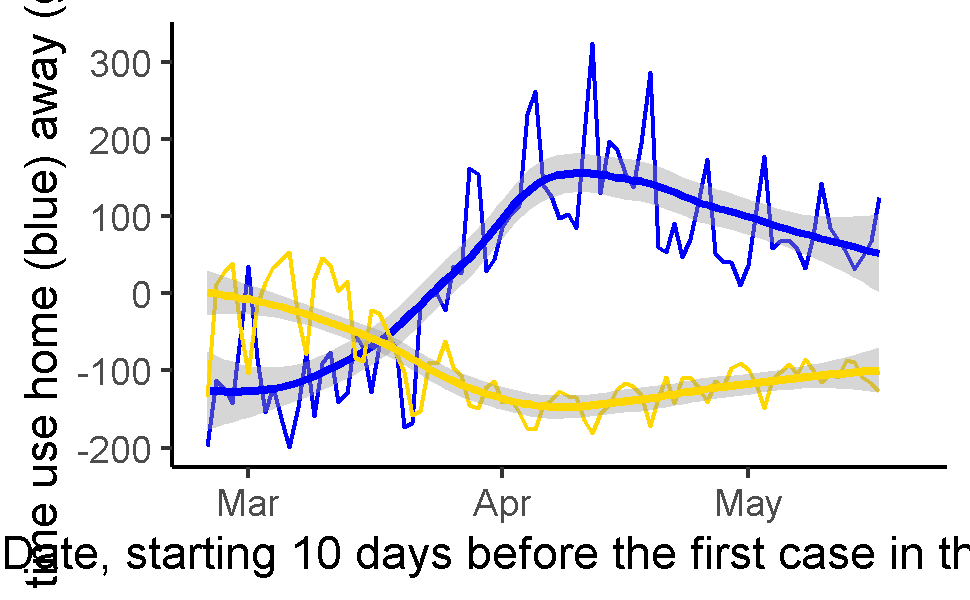 time use home (blue) away (
300
200
100
0
-100
-200
Mar Apr May
Date, starting 10 days before the first case in th